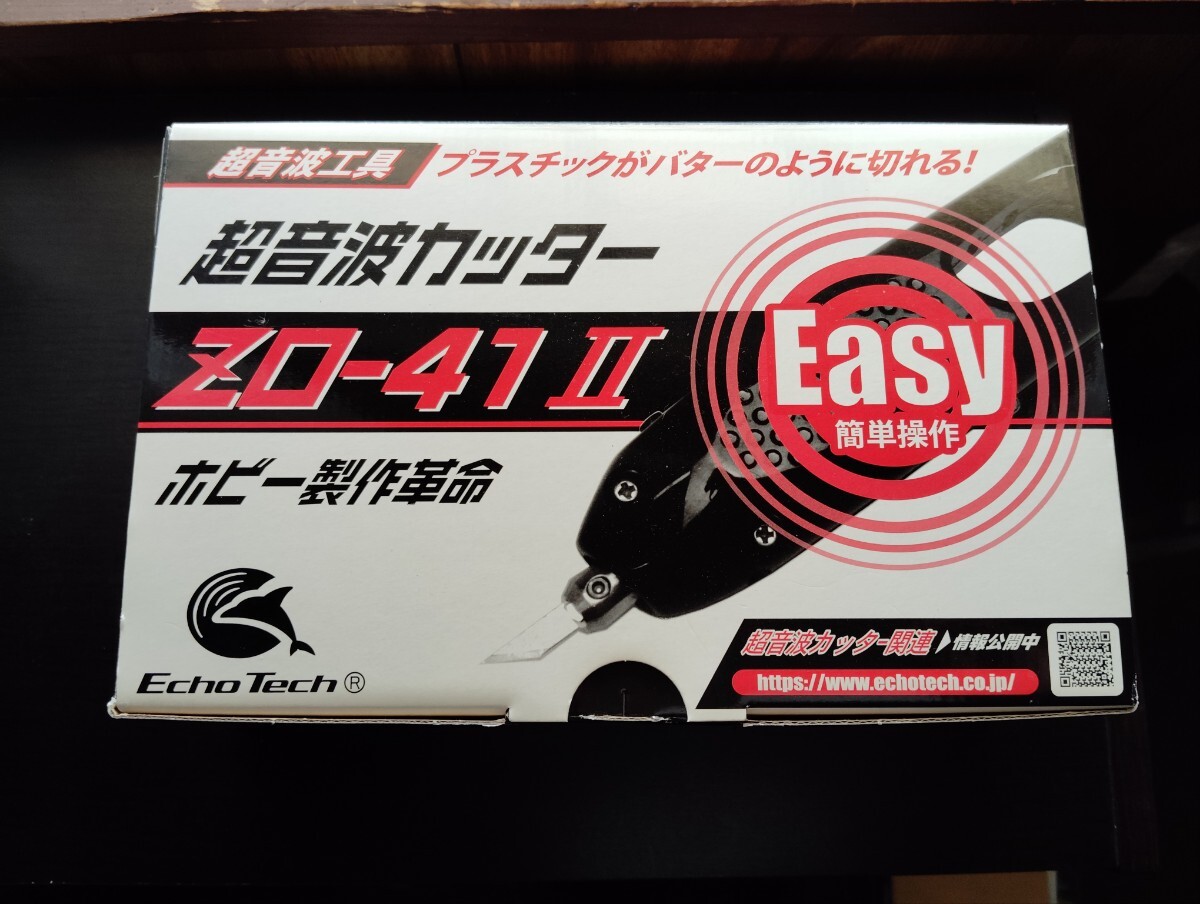 超音波工具
プラスチックがバターのように切れる!
超音波カッター
ZO-41 II
Easy
簡単操作
ホビー製作革命
Echo Tech ®
超音波カッター関連 ▶ 情報公開中
https://www.echotech.co.jp/